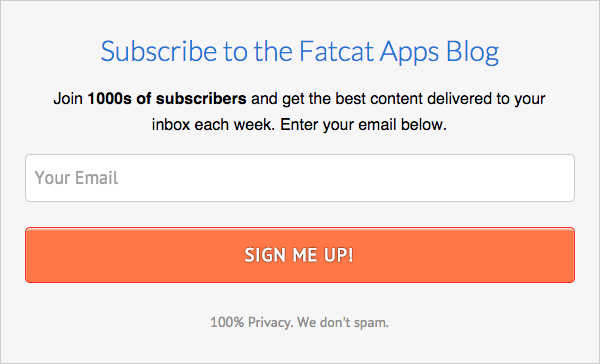 Subscribe to the Fatcat Apps Blog
Join 1000s of subscribers and get the best content delivered to your
inbox each week. Enter your email below.
Your Email
SIGN ME UP!
100% Privacy. We don't spam.